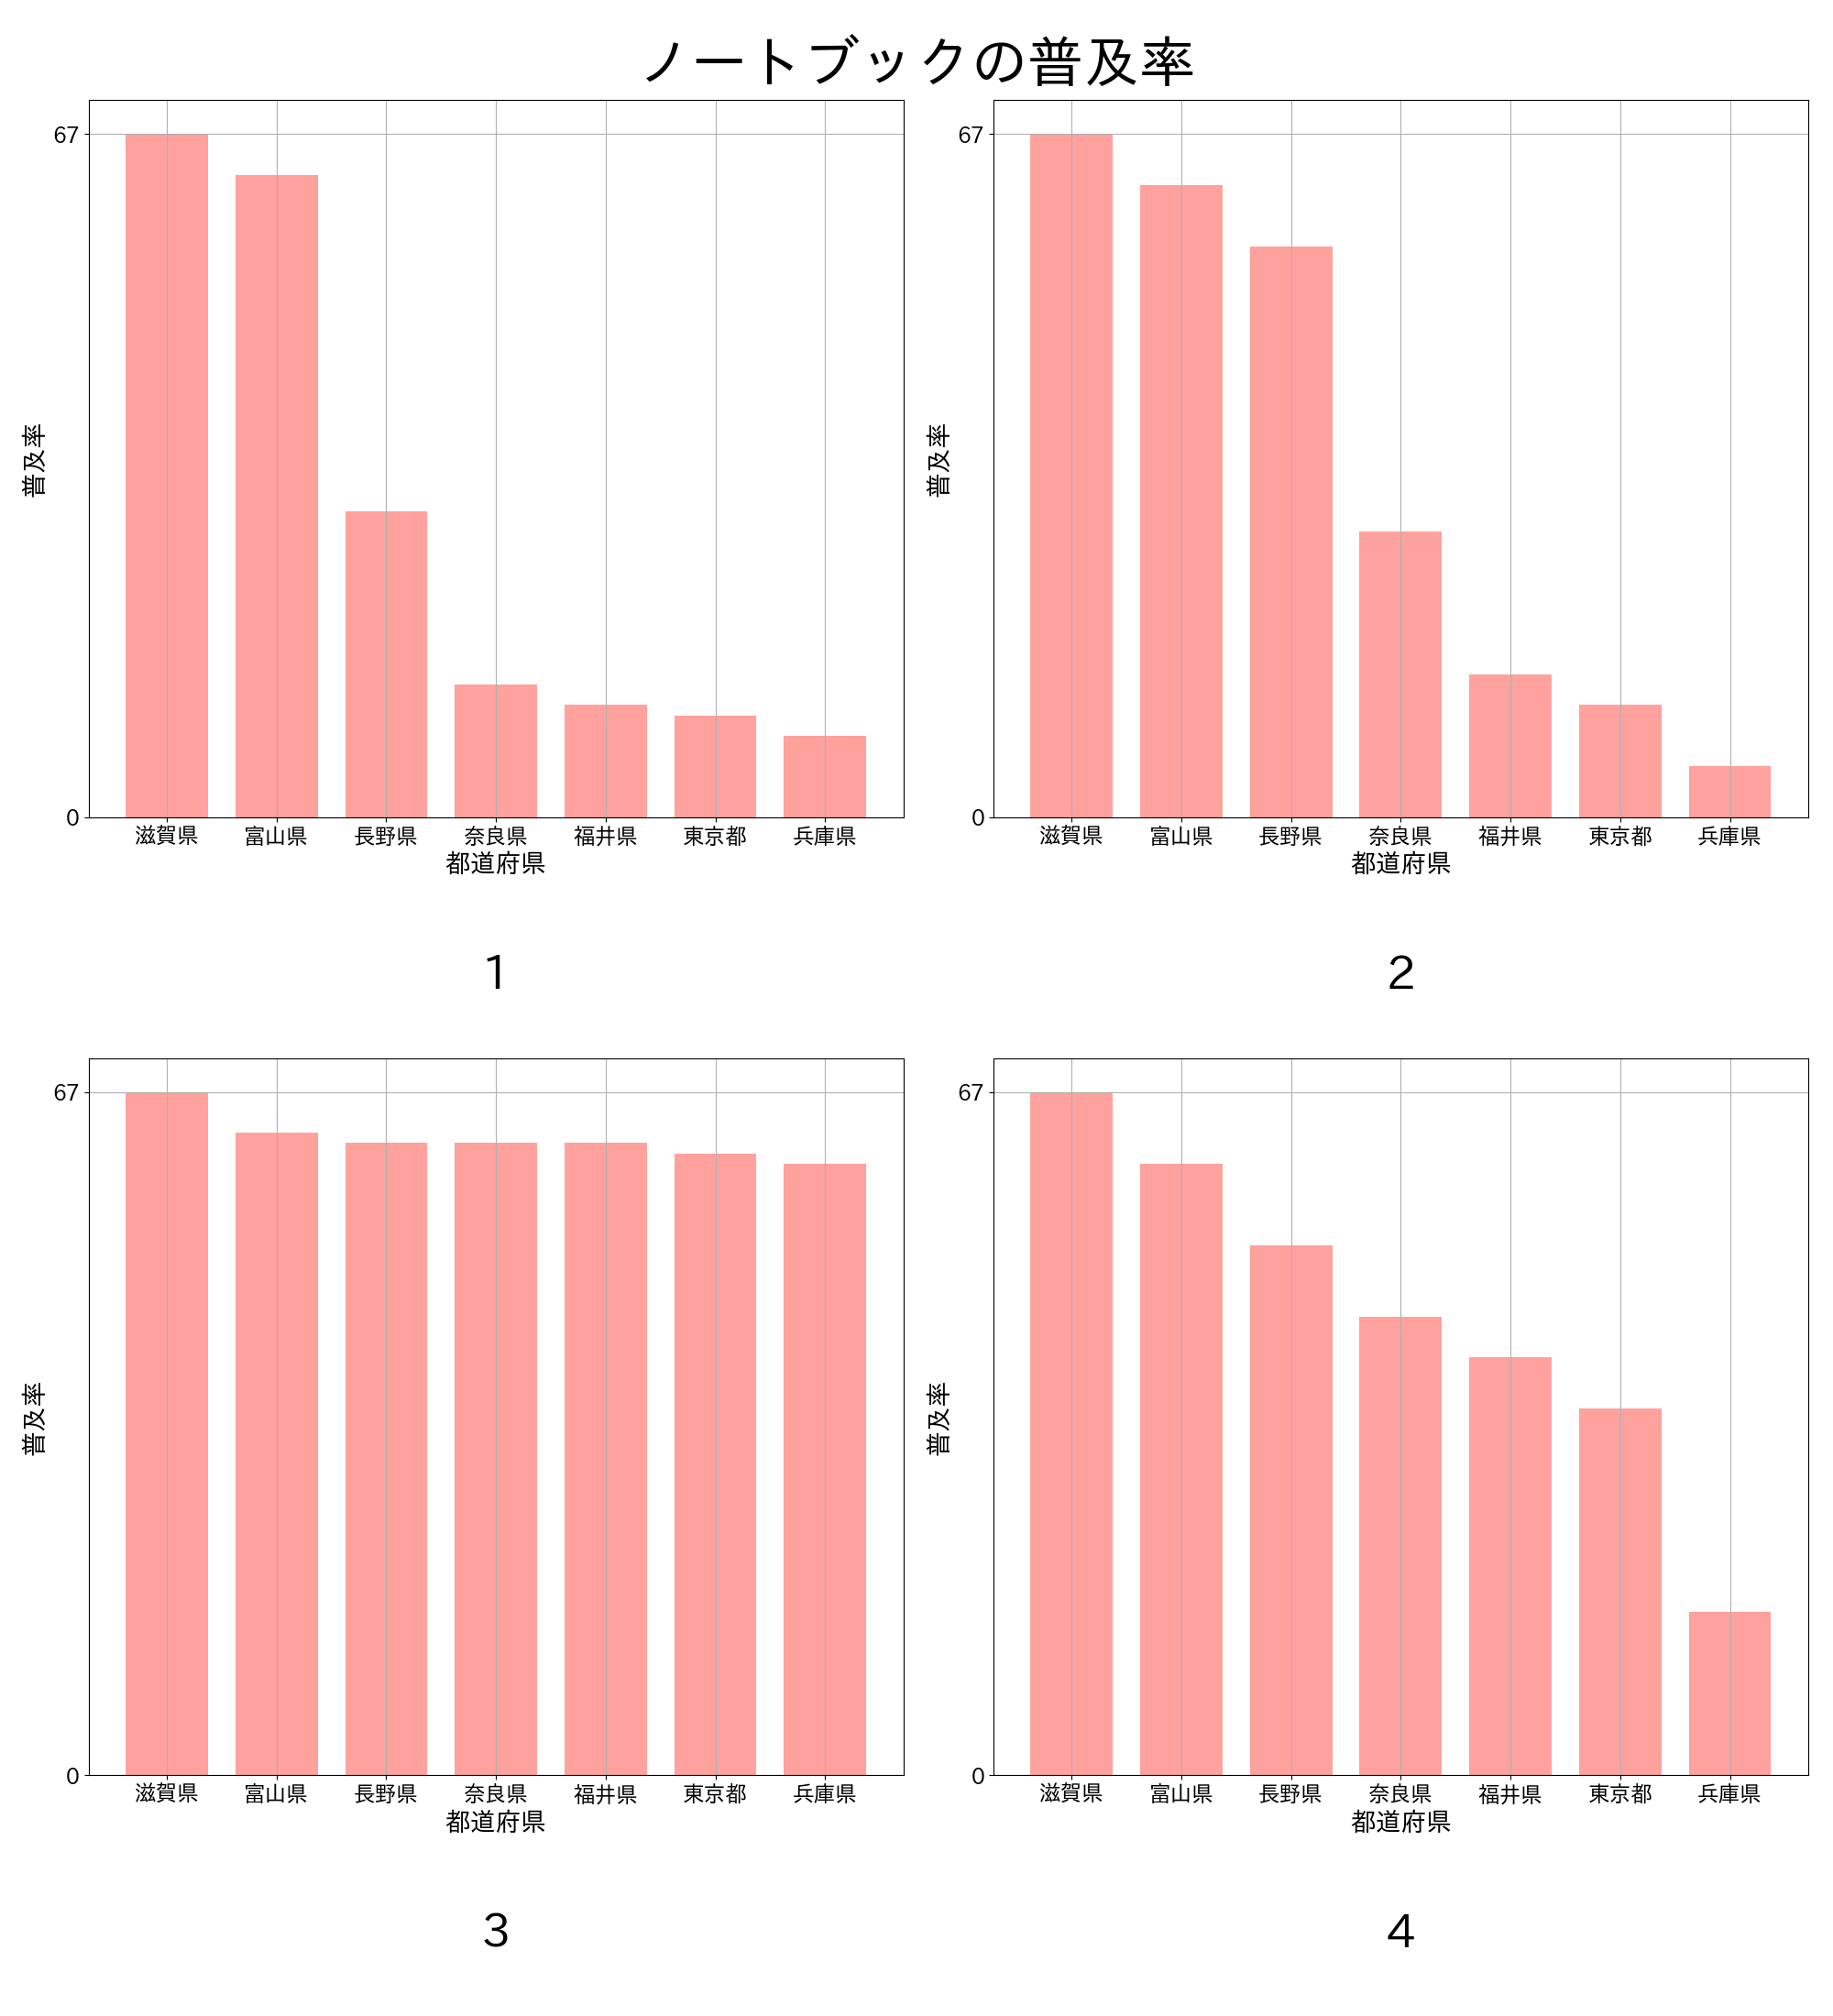 ノートブックの普及率
67
0
普及率
滋賀県 富山県 長野県 奈良県 福井県 東京都 兵庫県
都道府県
1
67
0
普及率
滋賀県 富山県 長野県 奈良県 福井県 東京都 兵庫県
都道府県
2
67
0
普及率
滋賀県 富山県 長野県 奈良県 福井県 東京都 兵庫県
都道府県
3
67
0
普及率
滋賀県 富山県 長野県 奈良県 福井県 東京都 兵庫県
都道府県
4